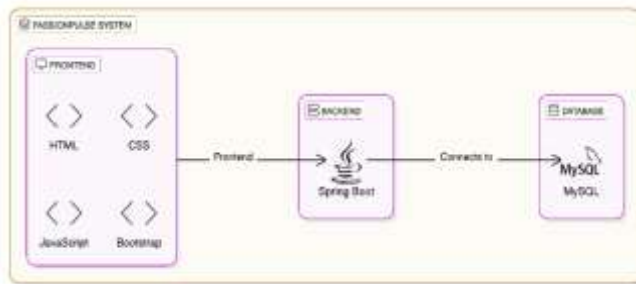 PASSIONPULSE SYSTEM
FRONTEND
HTML
CSS
JavaScript
Bootstrap
Frontend
BACKEND
Spring Boot
Connects to
DATABASE
MySQL
MySQL